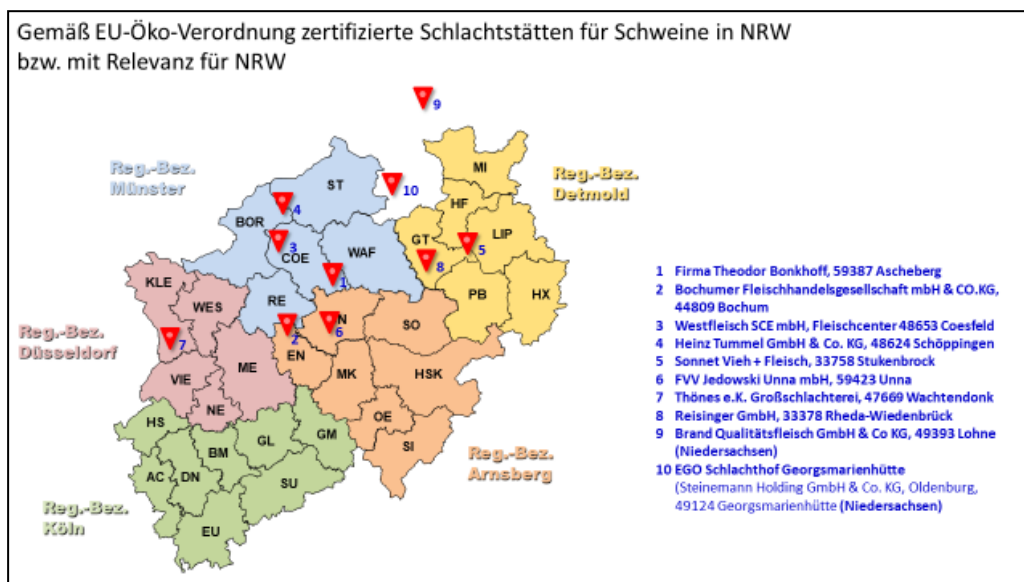 Gemäß EU-Öko-Verordnung zertifizierte Schlachtstätten für Schweine in NRW
bzw. mit Relevanz für NRW
9
Reg.-Bez.
Münster
ST
10
MI
Reg.-Bez.
Detmold
4
BOR
HF
3
COE
WAF
GT
5
LIP
8
KLE
1
RE
PB
HX
WES
Reg.-Bez.
Düsseldorf
7
2
N
6
SO
EN
ME
MK
HSK
VIE
NE
OE
HS
GL
GM
SI
BM
AC
DN
SU
Reg.-Bez.
Arnsberg
Reg.-Bez.
Köln
EU
1 Firma Theodor Bonkhoff, 59387 Ascheberg
2 Bochumer Fleischhandelsgesellschaft mbH & CO.KG,
44809 Bochum
3 Westfleisch SCE mbH, Fleischcenter 48653 Coesfeld
4 Heinz Tummel GmbH & Co. KG, 48624 Schöppingen
5 Sonnet Vieh + Fleisch, 33758 Stukenbrock
6 FVV Jedowski Unna mbH, 59423 Unna
7 Thönes e.K. Großschlachterei, 47669 Wachtendonk
8 Reisinger GmbH, 33378 Rheda-Wiedenbrück
9 Brand Qualitätsfleisch GmbH & Co KG, 49393 Lohne
(Niedersachsen)
10 EGO Schlachthof Georgsmarienhütte
(Steinemann Holding GmbH & Co. KG, Oldenburg,
49124 Georgsmarienhütte (Niedersachsen)